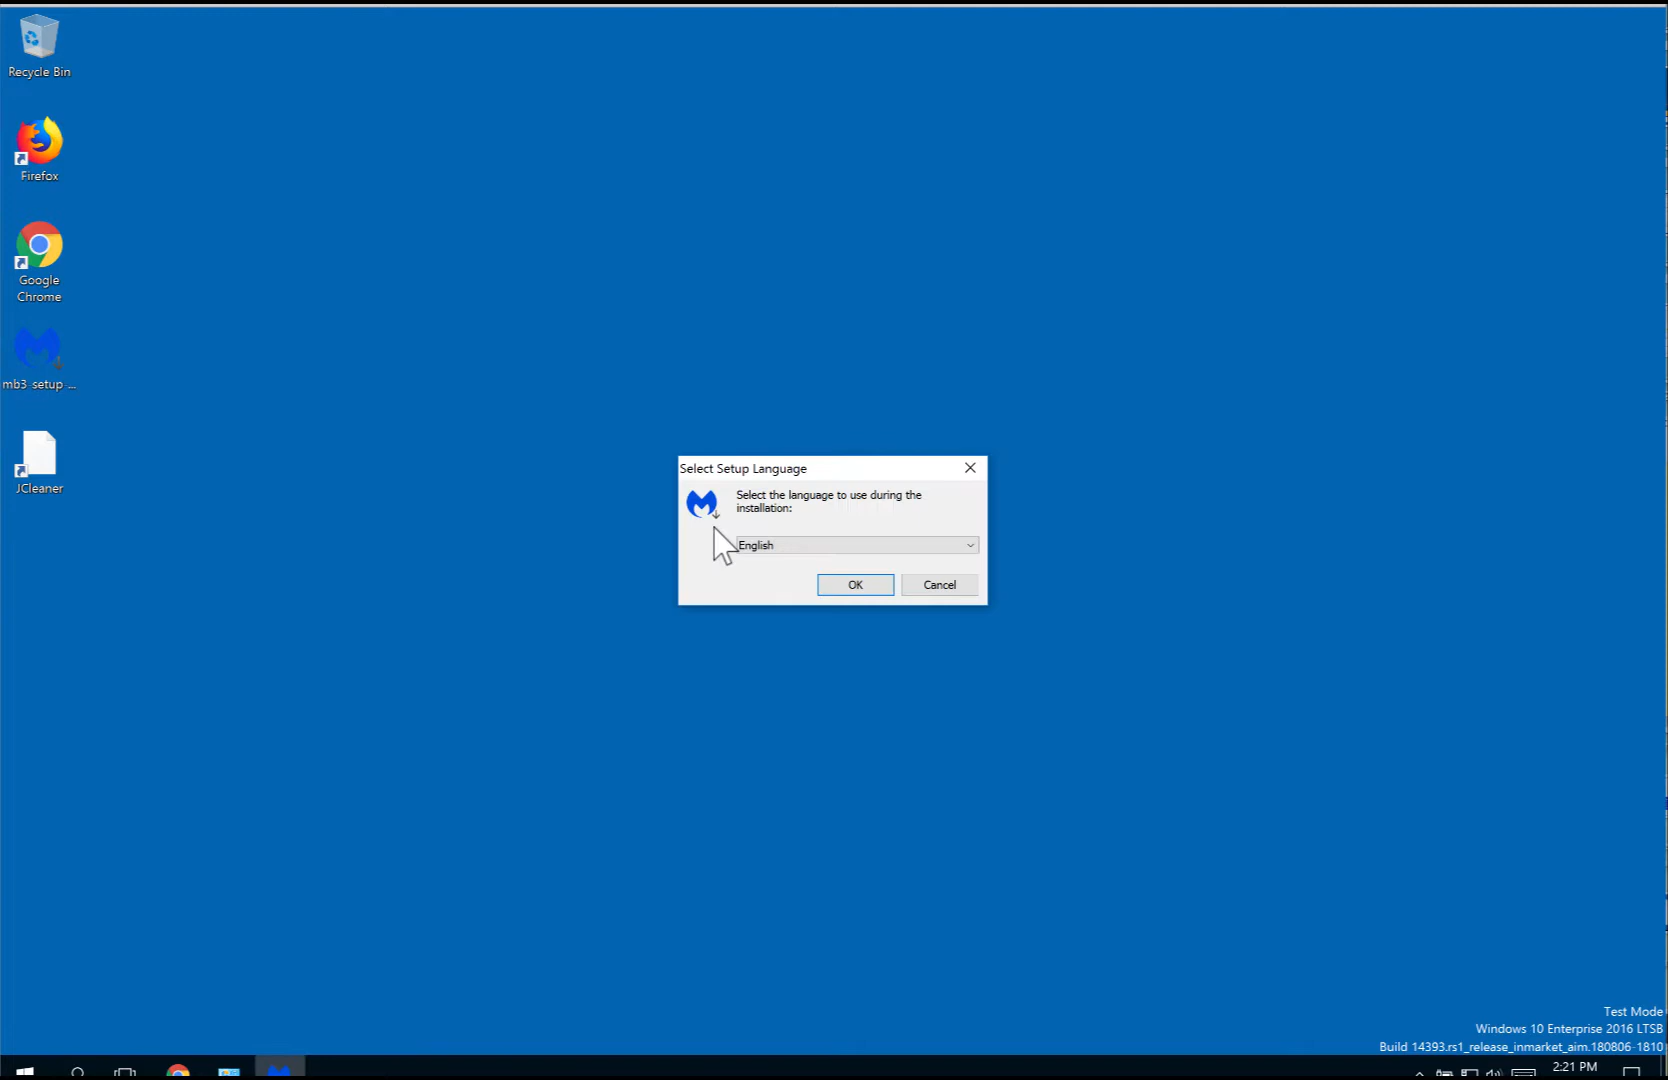 Recycle Bin
Firefox
Google
Chrome
mb3-setup-...
JCleaner
Select Setup Language
Select the language to use during the
installation:
English
OK
Cancel
Test Mode
Windows 10 Enterprise 2016 LTSB
Build 14393.rs1_release_inmarket_aim.180806-1810
2:21 PM